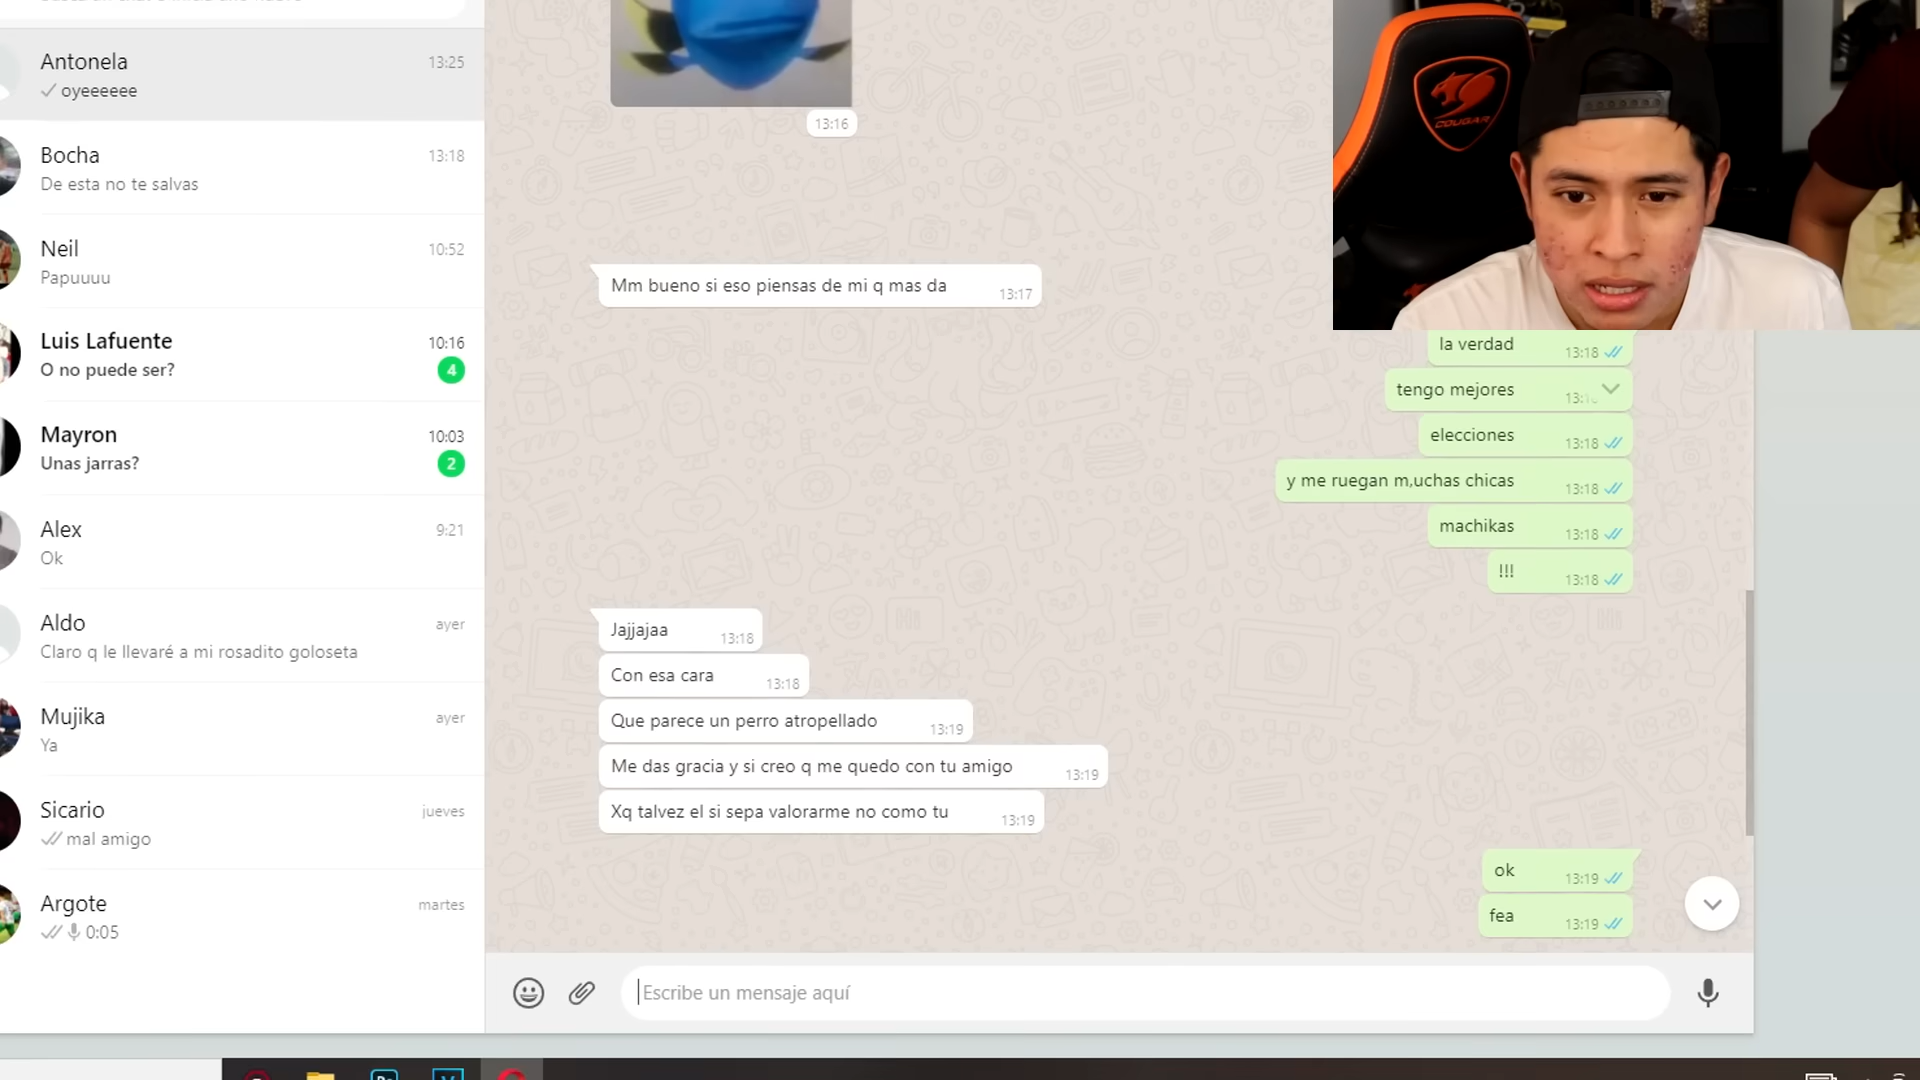 Antonela 13:25
oyeeeeee
Bocha 13:18
De esta no te salvas
Neil 10:52
Papuuuu
Luis Lafuente 10:16
O no puede ser? 4
Mayron 10:03
Unas jarras? 2
Alex 9:21
Ok
Aldo ayer
Claro q le llevaré a mi rosadito goloseta
Mujika ayer
Ya
Sicario jueves
mal amigo
Argote martes
0:05
13:16
Mm bueno si eso piensas de mi q mas da 13:17
COUGAR
la verdad 13:18
tengo mejores
elecciones 13:18
y me ruegan m,uchas chicas 13:18
machikas 13:18
!!! 13:18
Jajjajaa 13:18
Con esa cara 13:18
Que parece un perro atropellado 13:19
Me das gracia y si creo q me quedo con tu amigo 13:19
Xq talvez el si sepa valorarme no como tu 13:19
ok 13:19
fea 13:19
Escribe un mensaje aquí